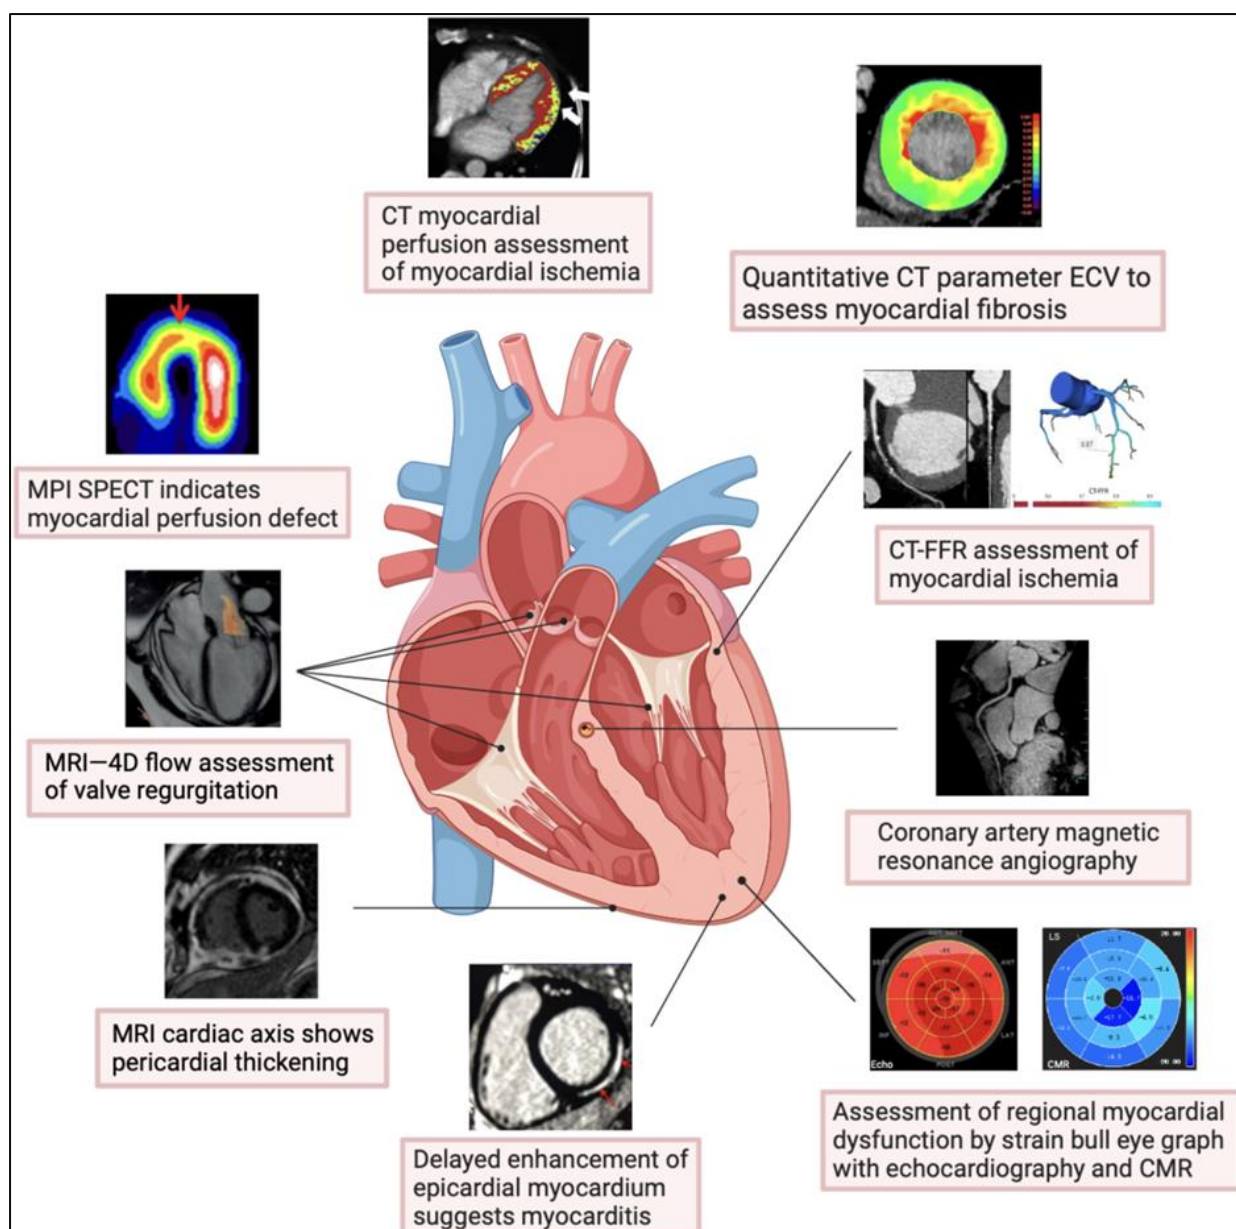 CT myocardial
perfusion assessment
of myocardial ischemia
Quantitative CT parameter ECV to
assess myocardial fibrosis
MPI SPECT indicates
myocardial perfusion defect
CT-FFR
CT-FFR assessment of
myocardial ischemia
MRI—4D flow assessment
of valve regurgitation
Coronary artery magnetic
resonance angiography
MRI cardiac axis shows
pericardial thickening
Echo
LS
CMR
Assessment of regional myocardial
dysfunction by strain bull eye graph
with echocardiography and CMR
Delayed enhancement of
epicardial myocardium
suggests myocarditis